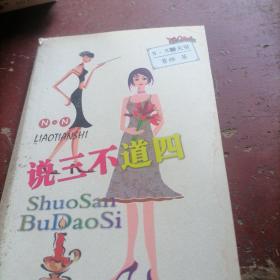 N·N
LIAOTIANSHI
说三不道四
ShuoSan
BuDaoSi